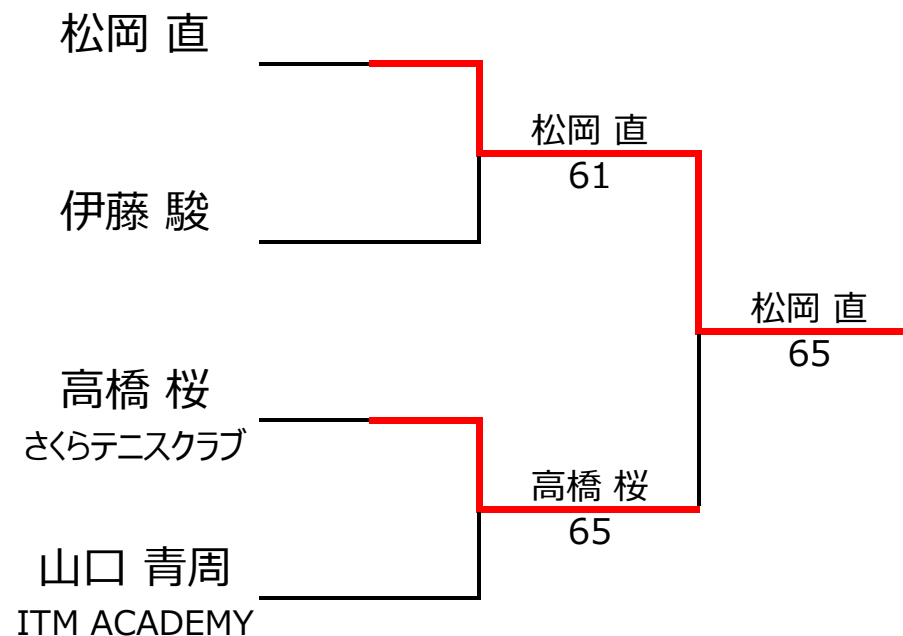 松岡 直
伊藤 駿
高橋 桜
さくらテニスクラブ
山口 青周
ITM ACADEMY
松岡 直
61
高橋 桜
65
松岡 直
65